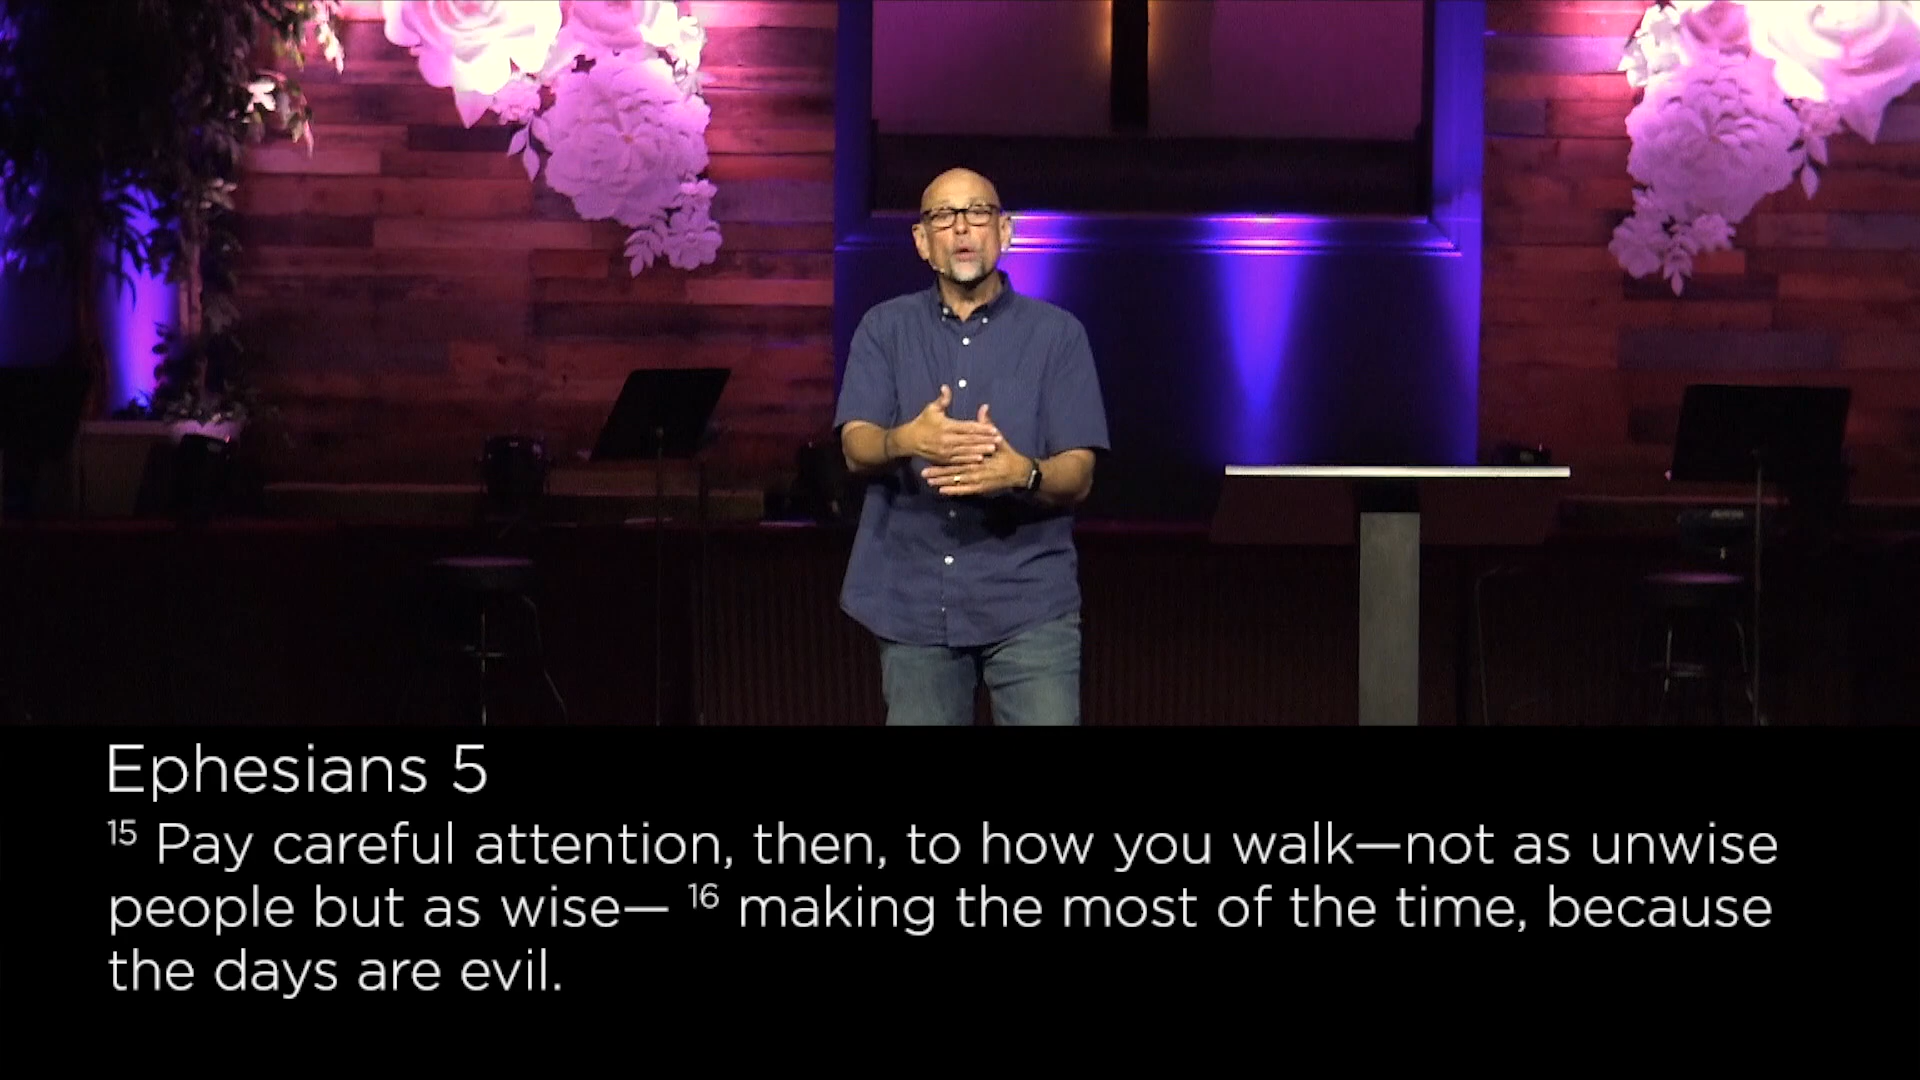 Ephesians 5
15 Pay careful attention, then, to how you walk—not as unwise
people but as wise— 16 making the most of the time, because
the days are evil.